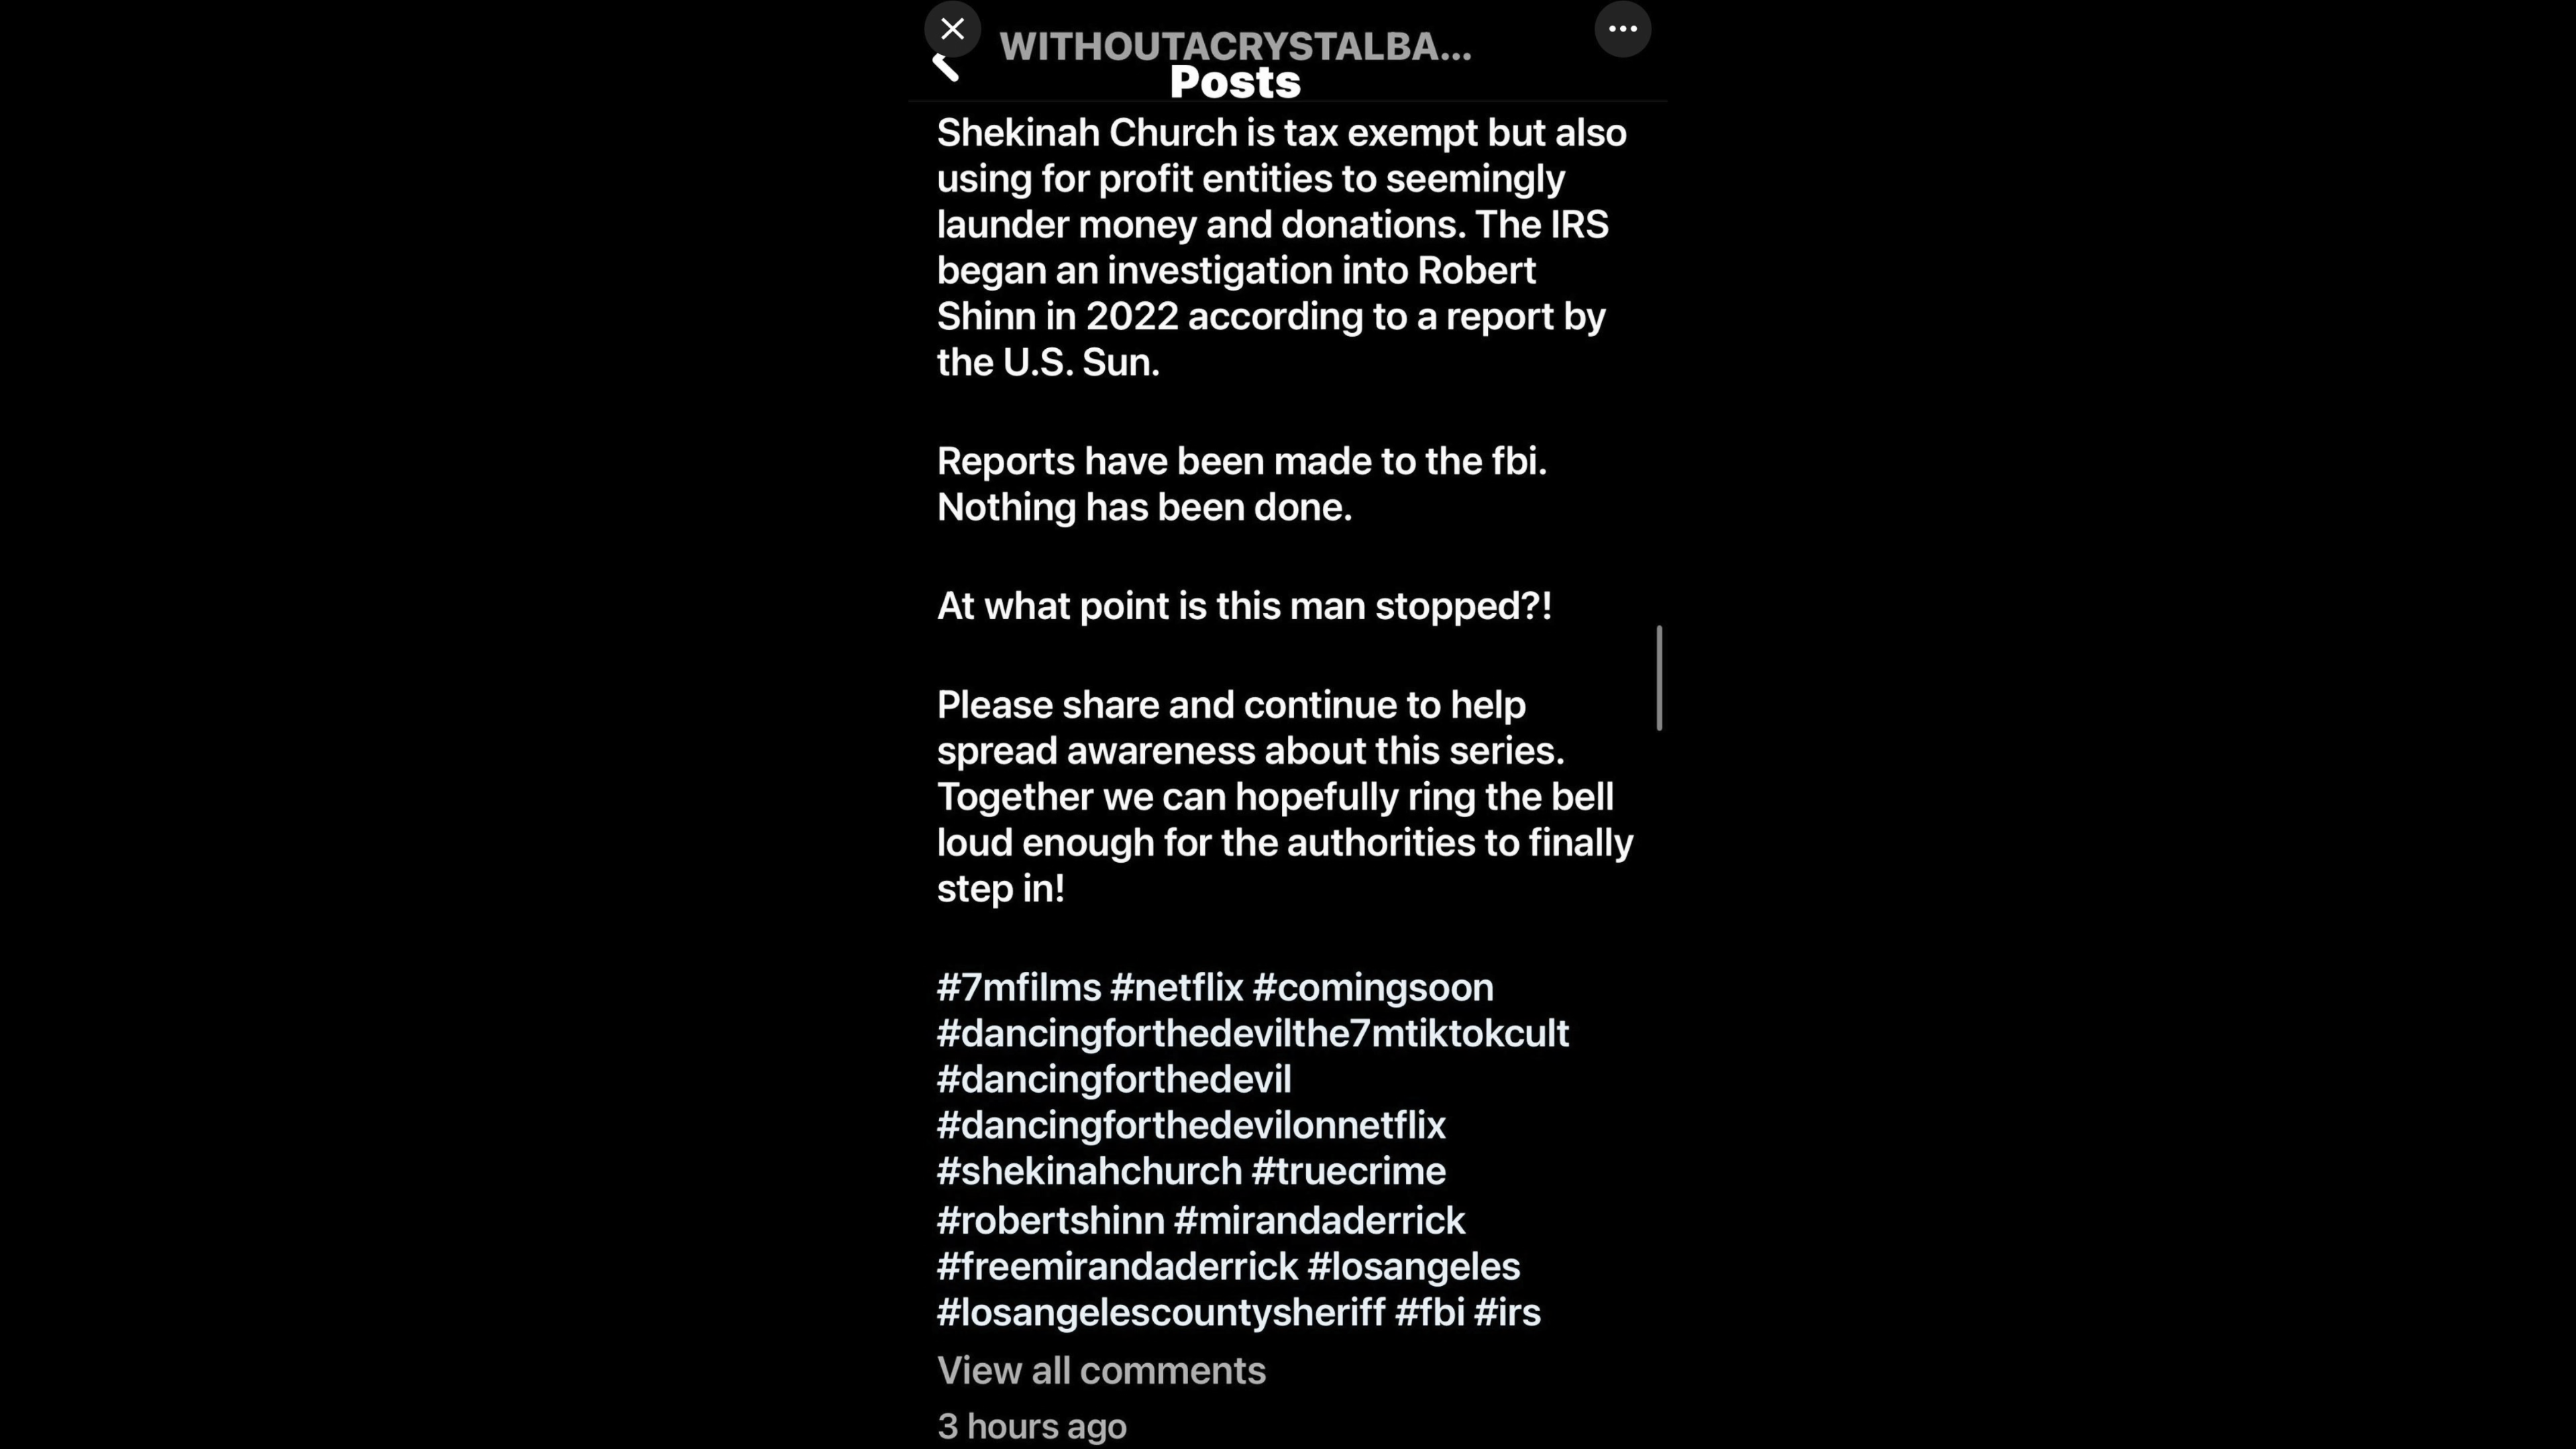 WITHOUTACRYSTALBA...
Posts
Shekinah Church is tax exempt but also
using for profit entities to seemingly
launder money and donations. The IRS
began an investigation into Robert
Shinn in 2022 according to a report by
the U.S. Sun.
Reports have been made to the fbi.
Nothing has been done.
At what point is this man stopped?!
Please share and continue to help
spread awareness about this series.
Together we can hopefully ring the bell
loud enough for the authorities to finally
step in!
#7mfilms #netflix #comingsoon
#dancingforthedevilthe7mtiktokcult
#dancingforthedevil
#dancingforthedevilonnetflix
#shekinahchurch #truecrime
#robertshinn #mirandaderrick
#freemirandaderrick #losangeles
#losangelescountysheriff #fbi #irs
View all comments
3 hours ago